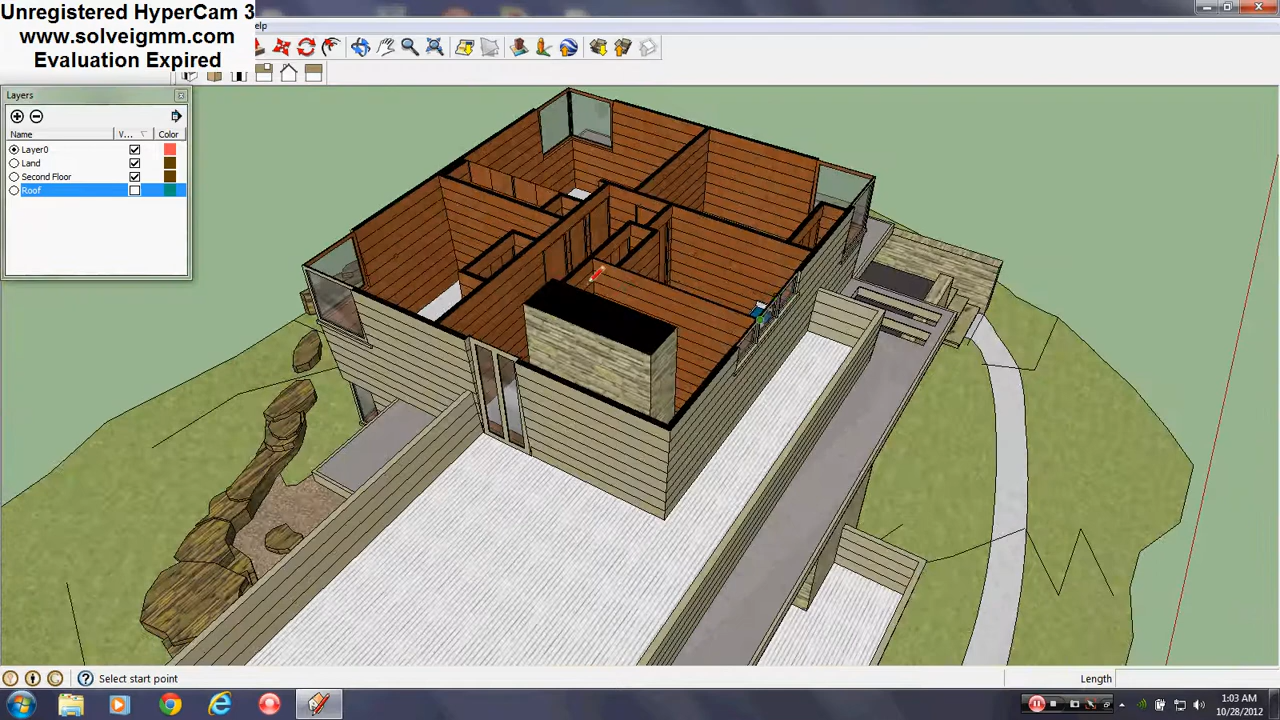 Unregistered HyperCam 3
www.solveigmm.com
Evaluation Expired
elp
Layers
Name V... Color
Layer0
Land
Second Floor
Roof
Select start point
Length
1:03 AM
10/28/2012